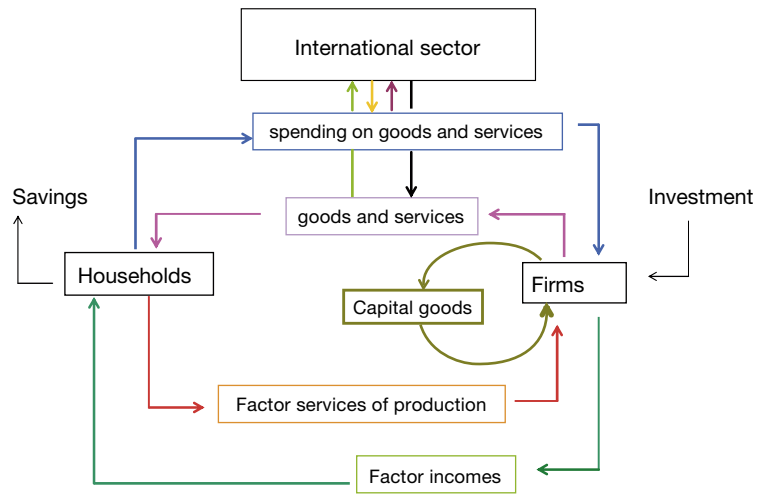 International sector
spending on goods and services
Savings
Investment
goods and services
Households
Firms
Capital goods
Factor services of production
Factor incomes